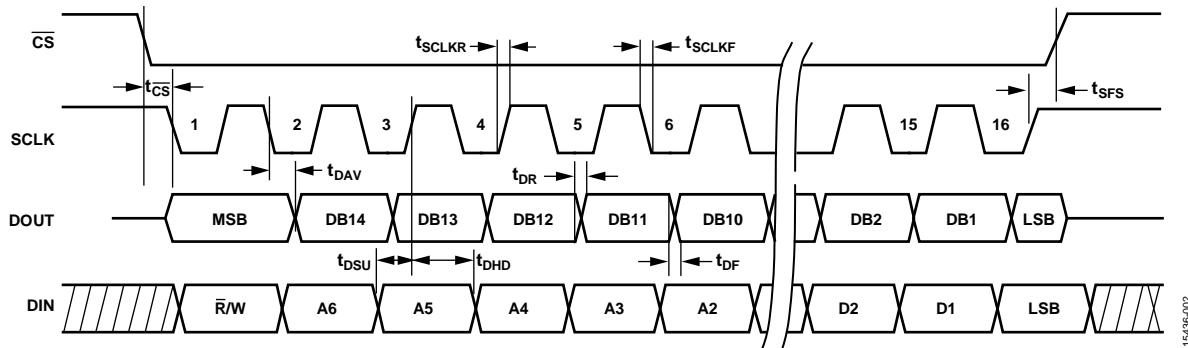 CS
tSCLKR
tSCLKF
tCS
tSFS
SCLK
1
2
3
4
5
6
15
16
tDAV
tDR
DOUT
MSB
DB14
DB13
DB12
DB11
DB10
DB2
DB1
LSB
tDSU
tDHD
tDF
DIN
R/W
A6
A5
A4
A3
A2
D2
D1
LSB
15436-002